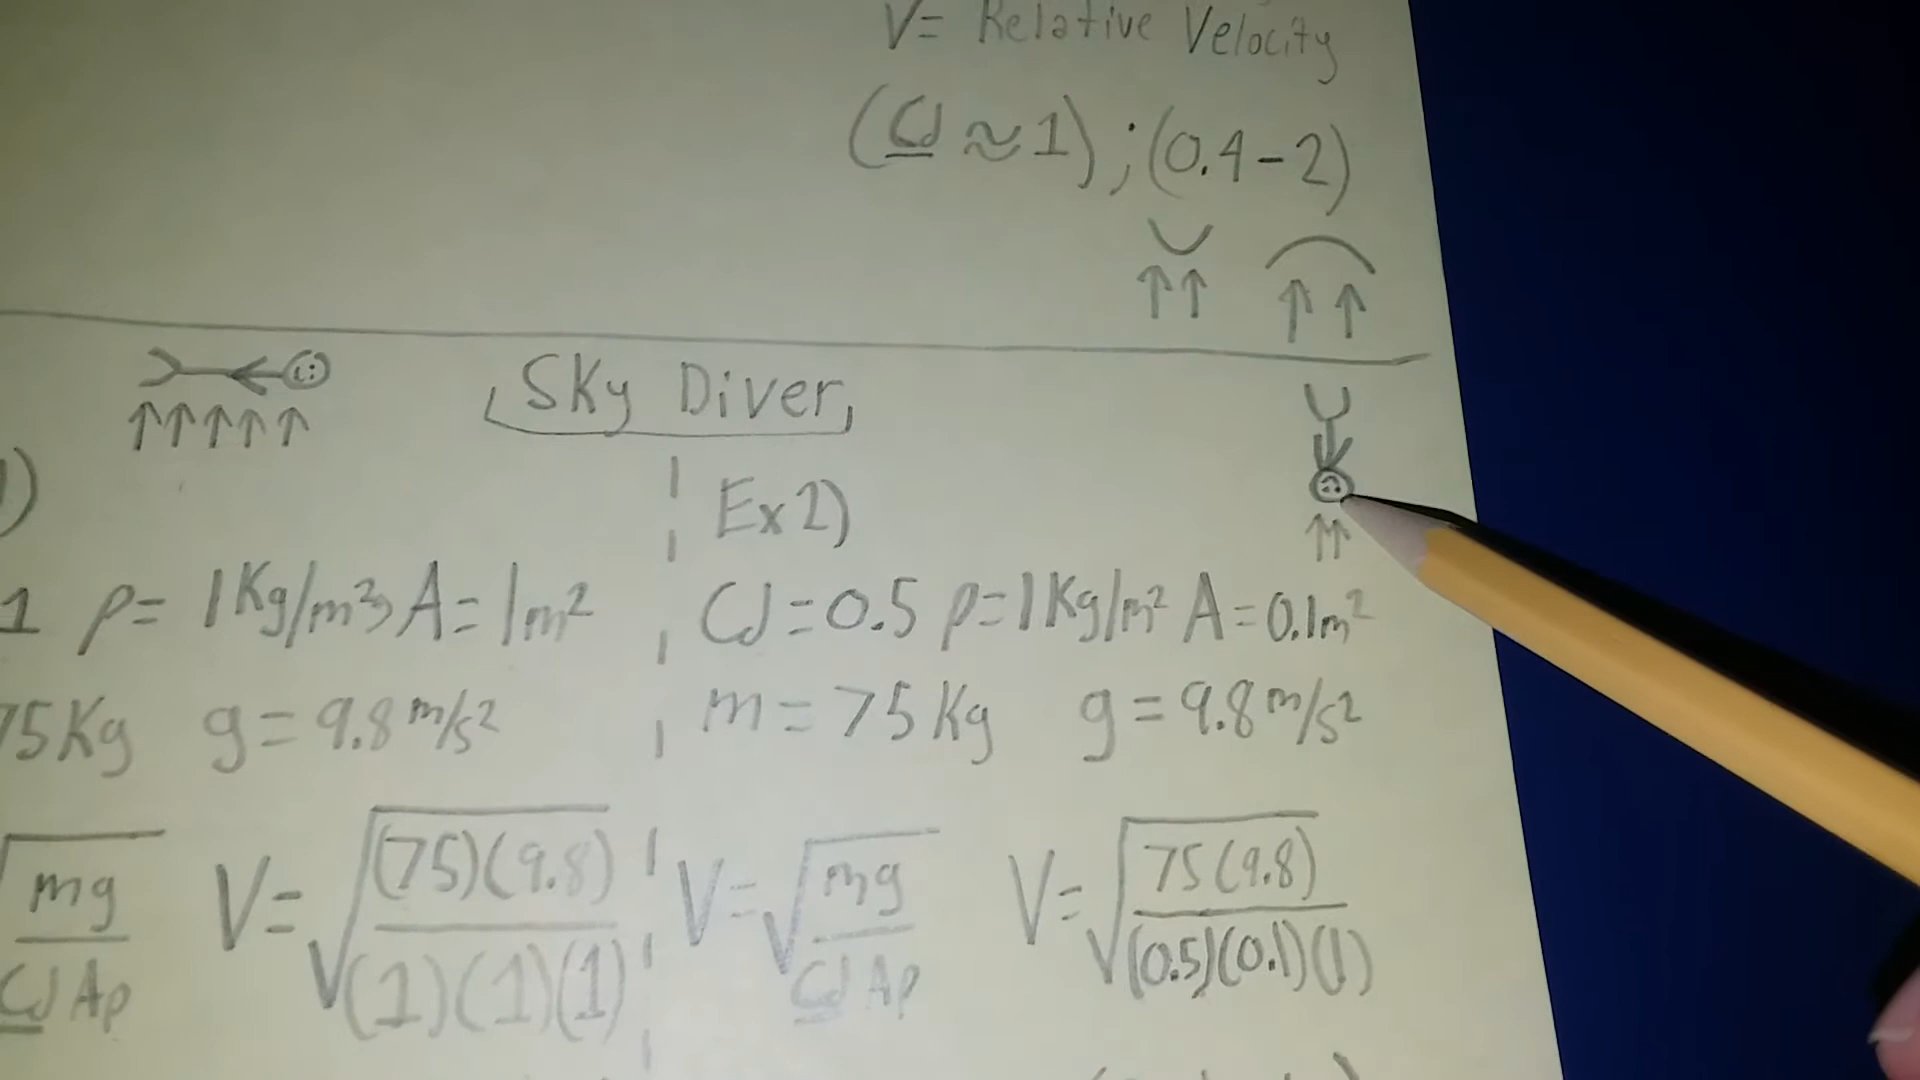 V= Relative Velocity
(Cd ≈ 1) ; (0.4-2)
Sky Diver
)
Ex 2)
1 ρ= 1Kg/m³, A= 1m²
Cd = 0.5 ρ=1Kg/m² A=0.1m²
75Kg g=9.8m/s²
m=75Kg g=9.8m/s²
√mg/CdAρ V=√(75)(9.8)/(1)(1)(1)
V=√mg/CdAρ V=√75(9.8)/(0.5)(0.1)(1)